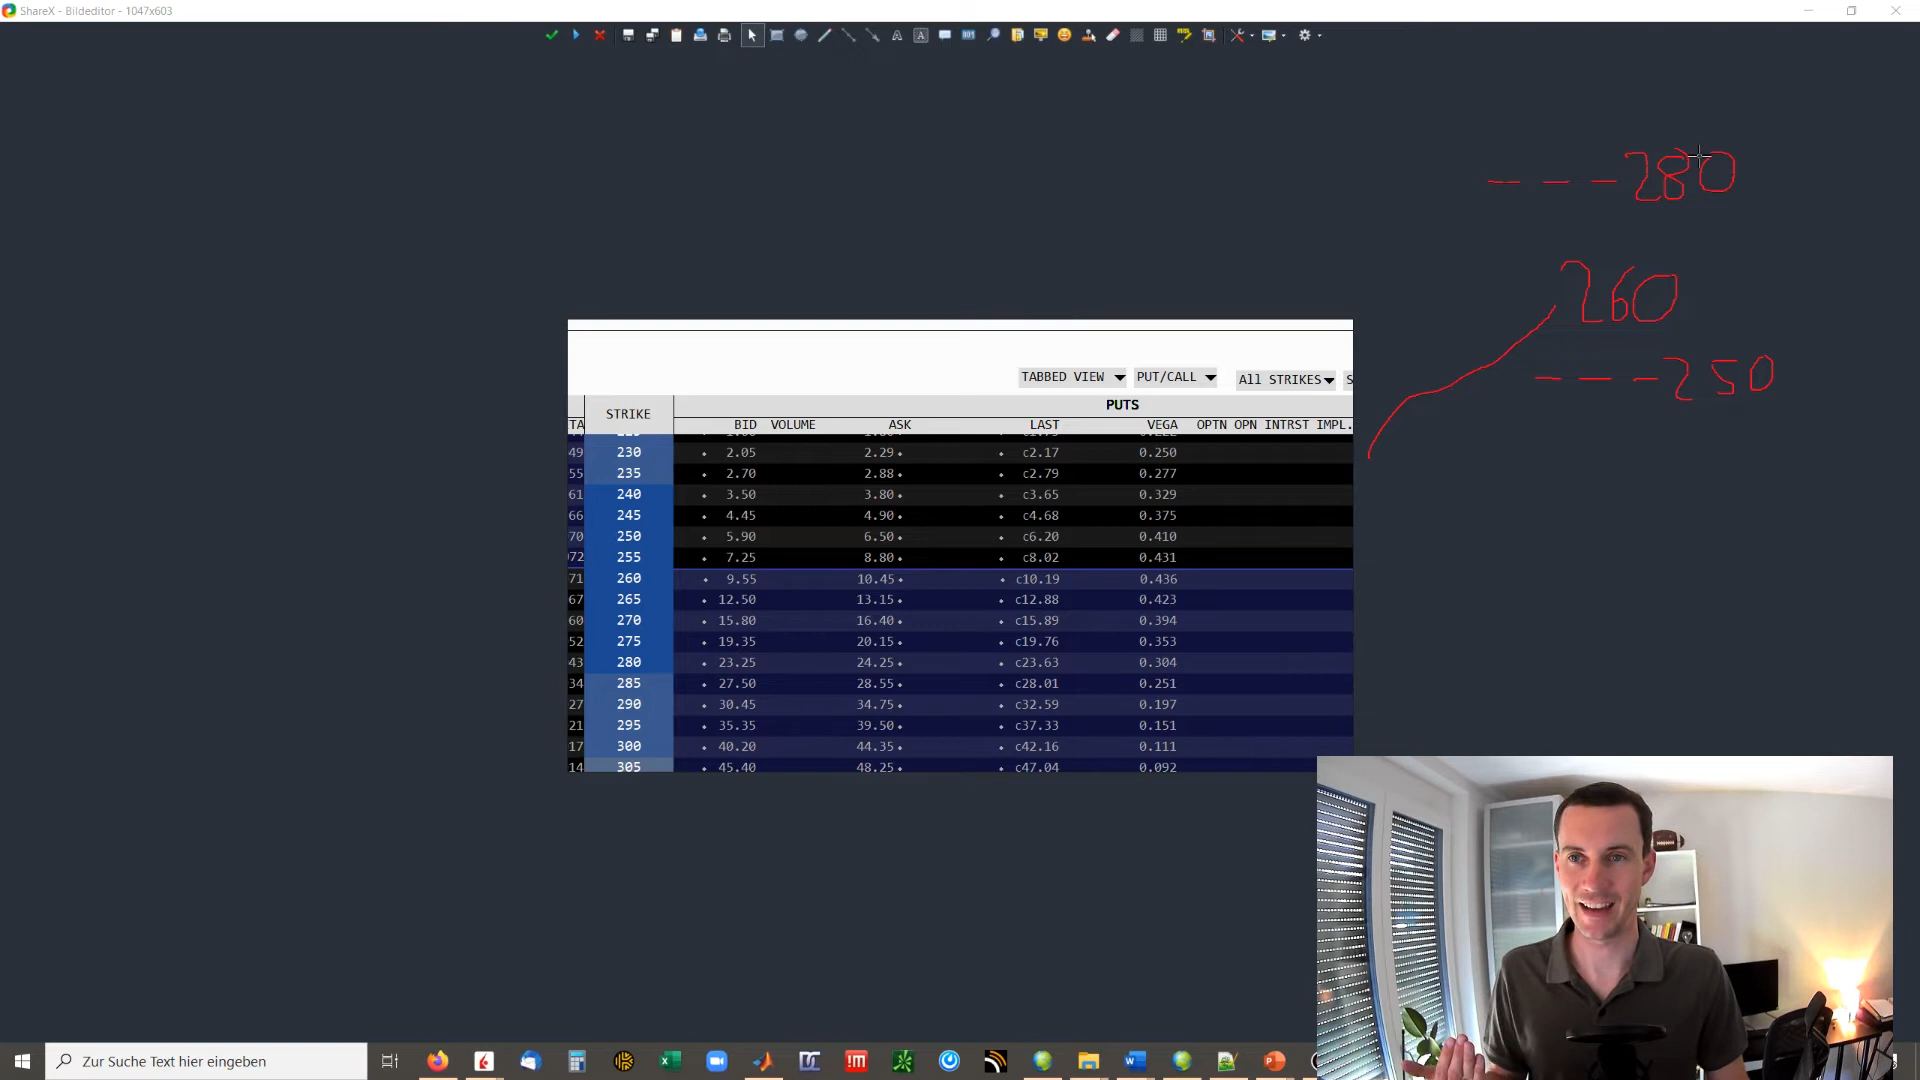 ShareX - Bildeditor - 1047x603
280
260
250
TABBED VIEW PUT/CALL All STRIKES S
STRIKE PUTS
TA BID VOLUME ASK LAST VEGA OPTN OPN INTRST IMPL.
49 230 2.05 2.29 c2.17 0.250
55 235 2.70 2.88 c2.79 0.277
61 240 3.50 3.80 c3.65 0.329
66 245 4.45 4.90 c4.68 0.375
70 250 5.90 6.50 c6.20 0.410
072 255 7.25 8.80 c8.02 0.431
71 260 9.55 10.45 c10.19 0.436
67 265 12.50 13.15 c12.88 0.423
60 270 15.80 16.40 c15.89 0.394
52 275 19.35 20.15 c19.76 0.353
43 280 23.25 24.25 c23.63 0.304
34 285 27.50 28.55 c28.01 0.251
27 290 30.45 34.75 c32.59 0.197
21 295 35.35 39.50 c37.33 0.151
17 300 40.20 44.35 c42.16 0.111
14 305 45.40 48.25 c47.04 0.092
Zur Suche Text hier eingeben